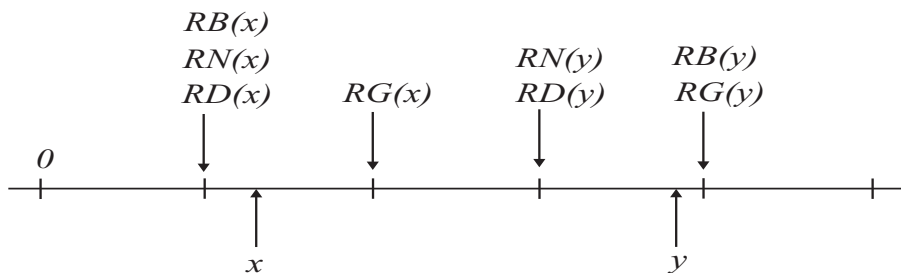 RB(x)
RN(x) RN(y) RB(y)
RD(x) RG(x) RD(y) RG(y)
0
x y